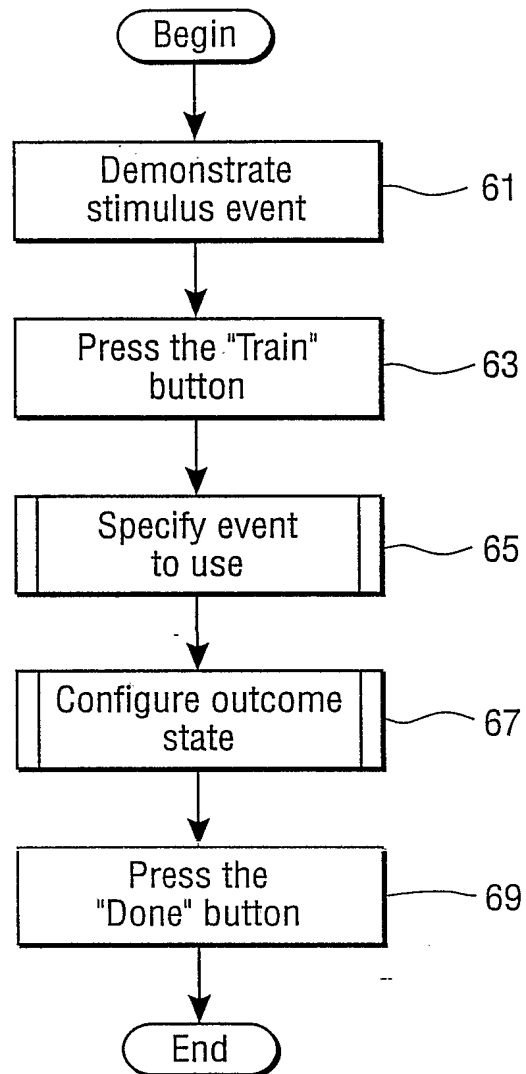 Begin
Demonstrate
stimulus event
61
Press the "Train"
button
63
Specify event
to use
65
Configure outcome
state
67
Press the
"Done" button
69
End